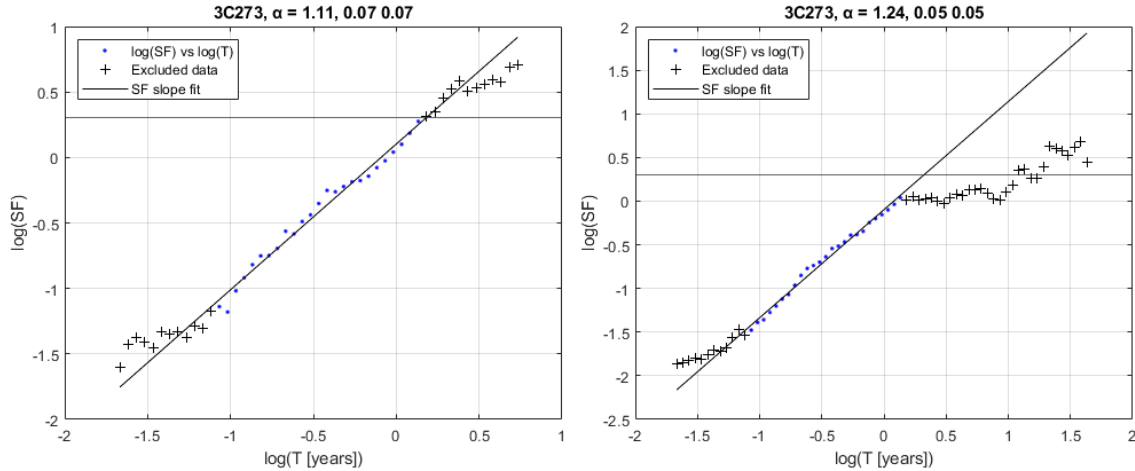 3C273, α = 1.11, 0.07 0.07
log(SF) vs log(T)
Excluded data
SF slope fit
1
0.5
0
-0.5
-1
-1.5
-2
log(SF)
-2
-1.5
-1
-0.5
0
0.5
1
log(T [years])
3C273, α = 1.24, 0.05 0.05
log(SF) vs log(T)
Excluded data
SF slope fit
2
1.5
1
0.5
0
-0.5
-1
-1.5
-2
-2.5
log(SF)
-2
-1.5
-1
-0.5
0
0.5
1
1.5
2
log(T [years])